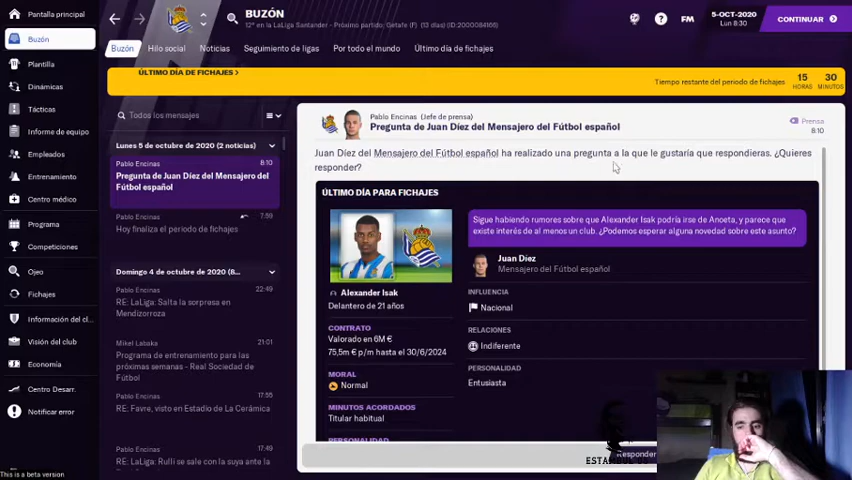 BUZÓN
12º en la LaLiga Santander - Próximo partido: Getafe (F) (13 días) (ID:2000084166)
FM
5-OCT-2020
Lun 8:30
CONTINUAR
Pantalla principal
Buzón
Plantilla
Dinámicas
Tácticas
Informe de equipo
Empleados
Entrenamiento
Centro médico
Programa
Competiciones
Ojeo
Fichajes
Información del cl...
Visión del club
Economía
Centro Desarr.
Notificar error
This is a beta version
Buzón
Hilo social
Noticias
Seguimiento de ligas
Por todo el mundo
Último día de fichajes
ÚLTIMO DÍA DE FICHAJES >
Tiempo restante del periodo de fichajes
15
HORAS
30
MINUTOS
Todos los mensajes
Lunes 5 de octubre de 2020 (2 noticias)
Pablo Encinas
8:10
Pregunta de Juan Díez del Mensajero del
Fútbol español
Pablo Encinas
7:59
Hoy finaliza el periodo de fichajes
Domingo 4 de octubre de 2020 (8...
Pablo Encinas
22:49
RE: LaLiga: Salta la sorpresa en
Mendizorroza
Mikel Labaka
21:01
Programa de entrenamiento para las
próximas semanas - Real Sociedad de
Fútbol
Pablo Encinas
17:55
RE: Favre, visto en Estadio de La Cerámica
Pablo Encinas
17:49
RE: LaLiga: Rulli se sale con la suya ante la
Pablo Encinas (Jefe de prensa)
Pregunta de Juan Díez del Mensajero del Fútbol español
Prensa
8:10
Juan Díez del Mensajero del Fútbol español ha realizado una pregunta a la que le gustaría que respondieras. ¿Quieres
responder?
ÚLTIMO DÍA PARA FICHAJES
Alexander Isak
Delantero de 21 años
CONTRATO
Valorado en 6M €
75,5m € p/m hasta el 30/6/2024
MORAL
Normal
MINUTOS ACORDADOS
Titular habitual
PERSONALIDAD
Sigue habiendo rumores sobre que Alexander Isak podría irse de Anoeta, y parece que
existe interés de al menos un club. ¿Podemos esperar alguna novedad sobre este asunto?
Juan Díez
Mensajero del Fútbol español
INFLUENCIA
Nacional
RELACIONES
Indiferente
PERSONALIDAD
Entusiasta
Responder